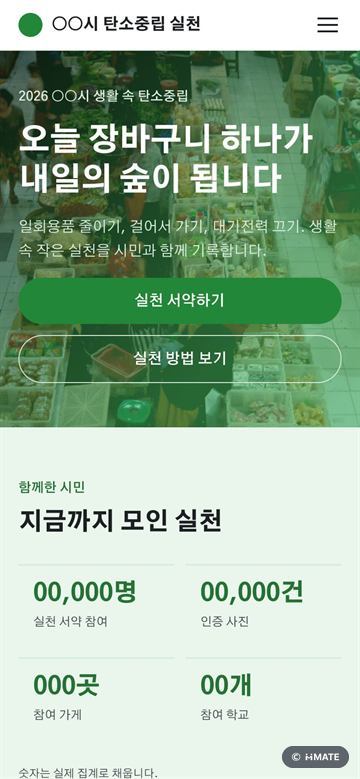 ○○시 탄소중립 실천
2026 ○○시 생활 속 탄소중립
오늘 장바구니 하나가
내일의 숲이 됩니다
일회용품 줄이기, 걸어서 가기, 대기전력 끄기. 생활
속 작은 실천을 시민과 함께 기록합니다.
실천 서약하기
실천 방법 보기
함께한 시민
지금까지 모인 실천
00,000명
실천 서약 참여
00,000건
인증 사진
000곳
참여 가게
00개
참여 학교
숫자는 실제 집계로 채웁니다.
© HMATE